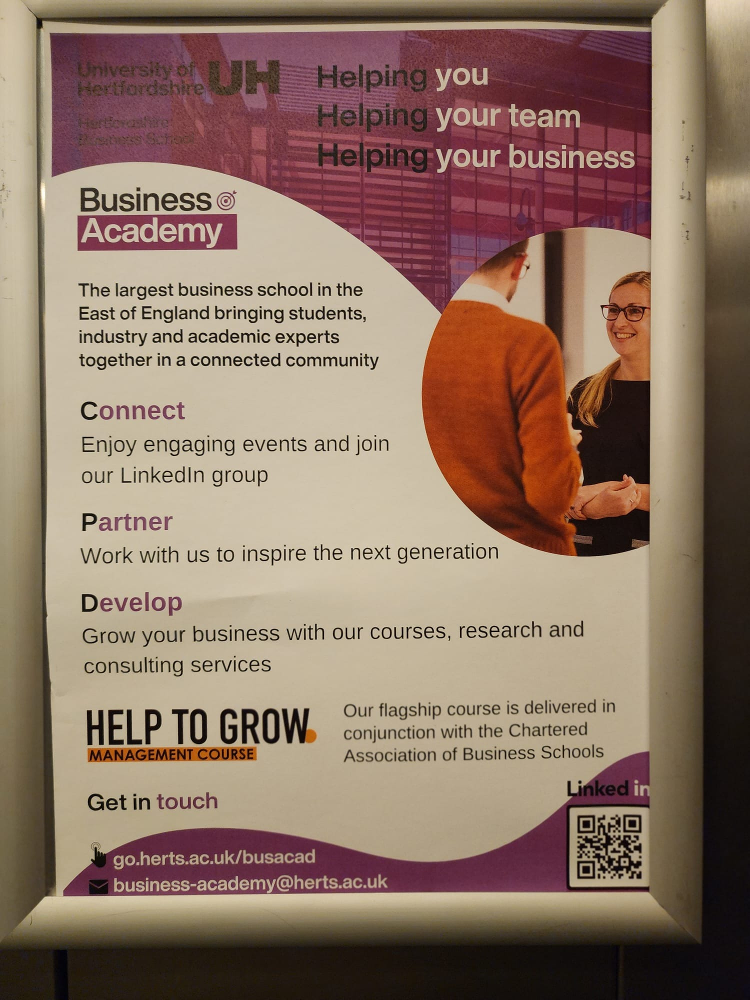 University of
Hertfordshire UH
Hertfordshire
Business School
Helping you
Helping your team
Helping your business
Business
Academy
The largest business school in the
East of England bringing students,
industry and academic experts
together in a connected community
Connect
Enjoy engaging events and join
our LinkedIn group
Partner
Work with us to inspire the next generation
Develop
Grow your business with our courses, research and
consulting services
HELP TO GROW.
MANAGEMENT COURSE
Our flagship course is delivered in
conjunction with the Chartered
Association of Business Schools
Get in touch
go.herts.ac.uk/busacad
business-academy@herts.ac.uk
Linked in